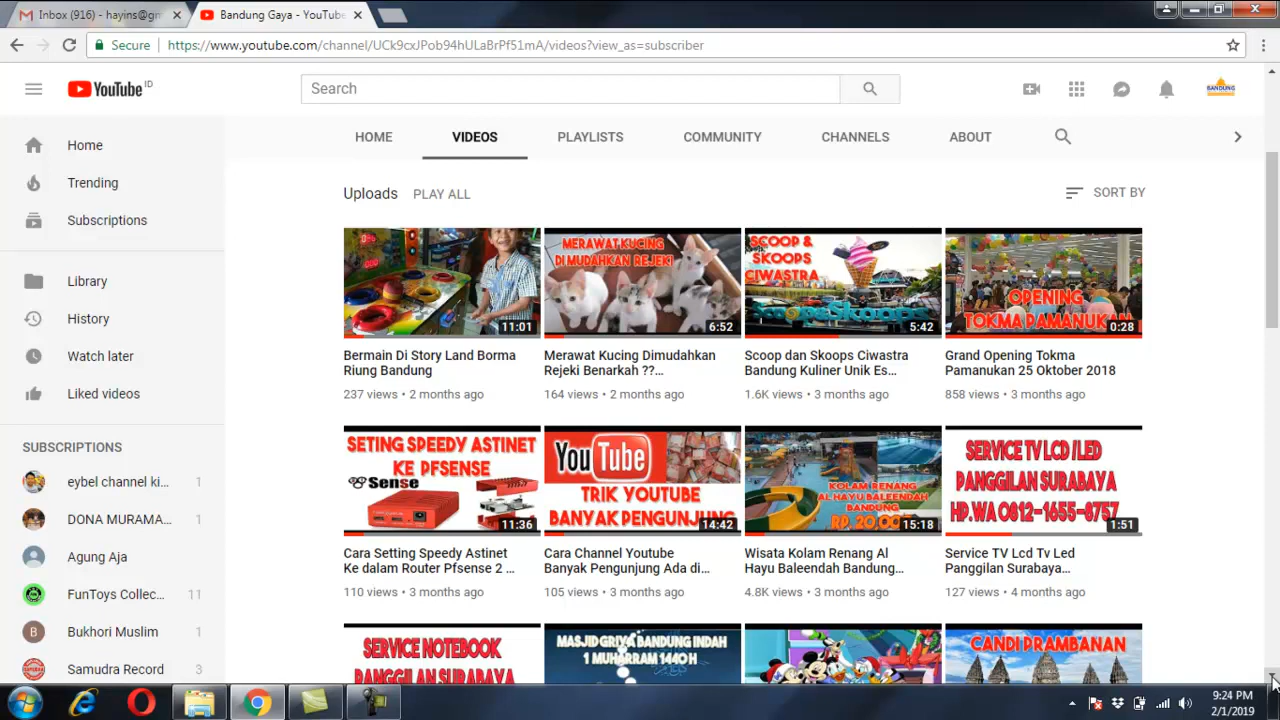 Inbox (916) - hayins@gm
Bandung Gaya - YouTube
Secure
https://www.youtube.com/channel/UCk9cxJPob94hULaBrPf51mA/videos?view_as=subscriber
YouTube ID
Search
BANDUNG
HOME VIDEOS PLAYLISTS COMMUNITY CHANNELS ABOUT
Home
Trending
Subscriptions
Library
History
Watch later
Liked videos
SUBSCRIPTIONS
eybel channel ki... 1
DONA MURAMA... 1
Agung Aja
FunToys Collec... 11
B Bukhori Muslim 1
Samudra Record 3
Uploads PLAY ALL
SORT BY
11:01
Bermain Di Story Land Borma
Riung Bandung
237 views • 2 months ago
MERAWAT KUCING
DI MUDAHKAN REJEKI
6:52
Merawat Kucing Dimudahkan
Rejeki Benarkah ??...
164 views • 2 months ago
SCOOP &
SKOOPS
CIWASTRA
Scoop&Skoops
5:42
Scoop dan Skoops Ciwastra
Bandung Kuliner Unik Es...
1.6K views • 3 months ago
OPENING
TOKMA PAMANUKAN
0:28
Grand Opening Tokma
Pamanukan 25 Oktober 2018
858 views • 3 months ago
SETING SPEEDY ASTINET
KE PFSENSE
Sense
11:36
Cara Setting Speedy Astinet
Ke dalam Router Pfsense 2 ...
110 views • 3 months ago
YouTube
TRIK YOUTUBE
BANYAK PENGUNJUNG
14:42
Cara Channel Youtube
Banyak Pengunjung Ada di...
105 views • 3 months ago
KOLAM RENANG
AL HAYU BALEENDAH
BANDUNG
RP. 20.000
15:18
Wisata Kolam Renang Al
Hayu Baleendah Bandung...
4.8K views • 3 months ago
SERVICE TV LCD /LED
PANGGILAN SURABAYA
HP.WA 0812-1655-8757
1:51
Service TV Lcd Tv Led
Panggilan Surabaya...
127 views • 4 months ago
SERVICE NOTEBOOK
PANGGILAN SURABAYA
MASJID GRIYA BANDUNG INDAH
1 MUHARRAM 1440 H
CANDI PRAMBANAN
9:24 PM
2/1/2019